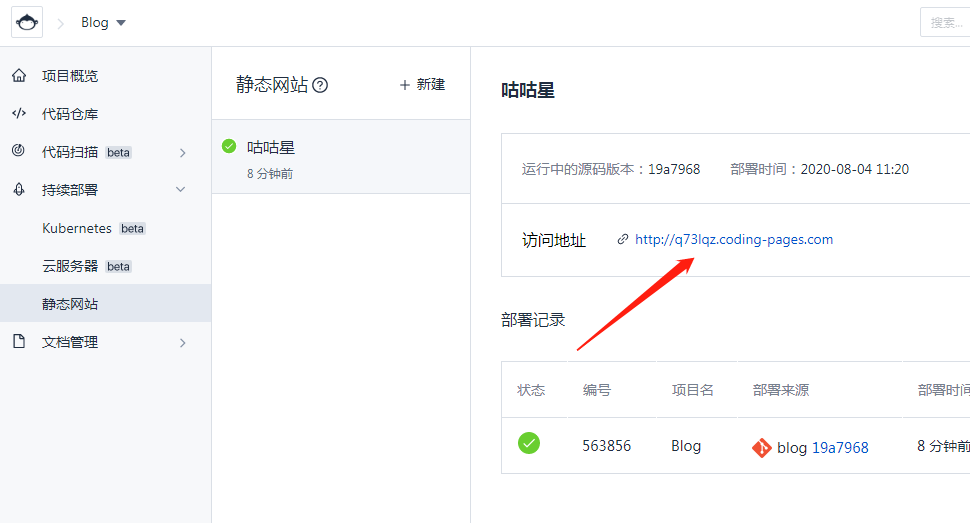 Blog
搜索...
项目概览
代码仓库
代码扫描 beta
持续部署
Kubernetes beta
云服务器 beta
静态网站
文档管理
静态网站 ? + 新建
咕咕星
8 分钟前
咕咕星
运行中的源码版本：19a7968 部署时间：2020-08-04 11:20
访问地址 http://q73lqz.coding-pages.com
部署记录
状态 编号 项目名 部署来源 部署时间
563856 Blog blog 19a7968 8 分钟前